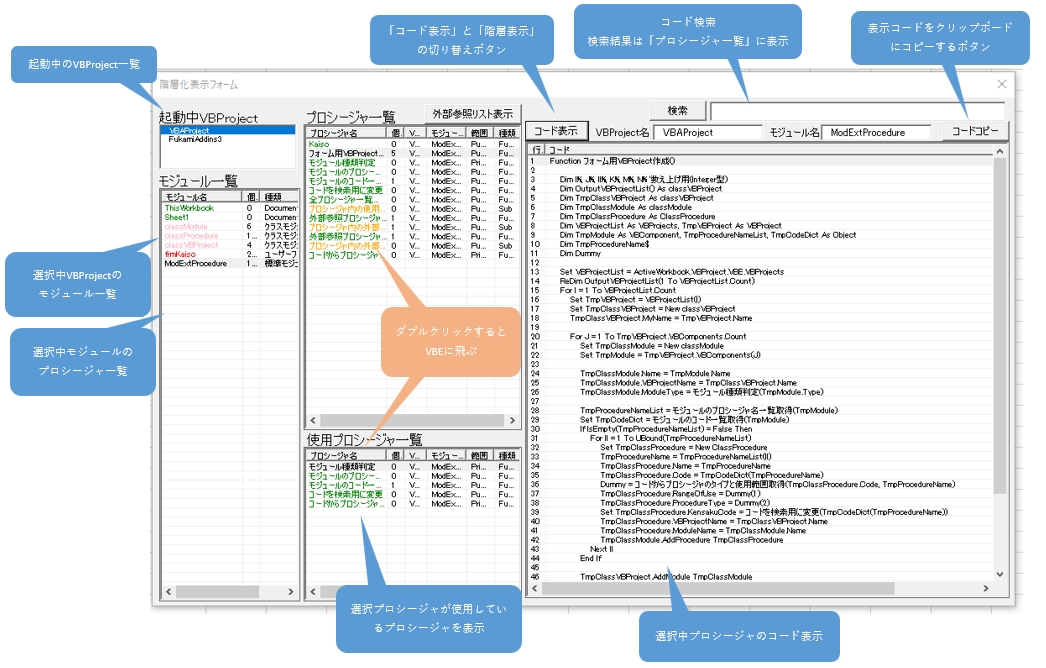 「コード表示」と「階層表示」
の切り替えボタン
コード検索
検索結果は「プロシージャ一覧」に表示
表示コードをクリップボード
にコピーするボタン
起動中のVBProject一覧
階層化表示フォーム
起動中VBProject
VBAProject
FukamiAddins3
モジュール一覧
モジュール名 個 種類
ThisWorkbook 0 Documen
Sheet1 0 Documen
classModule 6 クラスモジ
classProcedure 1... クラスモジ
classVBProject 4 クラスモジ
frmKaiso 2... ユーザーフ
ModExtProcedure 1... 標準モジ
選択中VBProjectの
モジュール一覧
選択中モジュールの
プロシージャ一覧
プロシージャ一覧
外部参照リスト表示
プロシージャ名 個. V... モジュー... 範囲 種類
Kaiso 0 V... ModEx... Pu... Fu...
フォーム用VBProject... 5 V... ModEx... Pu... Fu...
モジュール種類判定 0 V... ModEx... Pri... Fu...
モジュールのプロシー... 0 V... ModEx... Pu... Fu...
モジュールのコード一... 1 V... ModEx... Pu... Fu...
コードを検索用に変更 0 V... ModEx... Pu... Fu...
全プロシージャ一覧... 0 V... ModEx... Pu... Fu...
プロシージャ内の使用... 0 V... ModEx... Pu... Sub
外部参照プロシージャ... 1 V... ModEx... Pu... Fu...
プロシージャ内の外部... 1 V... ModEx... Pu... Sub
外部参照プロシージャ... 1 V... ModEx... Pu... Fu...
プロシージャ内の外部... 0 V... ModEx... Pu... Sub
コードからプロシージャ... 0 V... ModEx... Pri... Fu...
ダブルクリックすると
VBEに飛ぶ
使用プロシージャ一覧
プロシージャ名 個. V... モジュー... 範囲 種類
モジュール種類判定 0 V... ModEx... Pri... Fu...
モジュールのプロシー... 0 V... ModEx... Pu... Fu...
モジュールのコード一... 1 V... ModEx... Pu... Fu...
コードを検索用に変更 0 V... ModEx... Pu... Fu...
コードからプロシージャ... 0 V... ModEx... Pri... Fu...
選択プロシージャが使用してい
るプロシージャを表示
検索
コード表示 VBProject名 VBAProject モジュール名 ModExtProcedure コードコピー
行. コード
1 Function フォーム用VBProject作成()
2
3 Dim I%, J%, II%, K%, M%, N% '数え上げ用(Integer型)
4 Dim OutputVBProjectList() As classVBProject
5 Dim TmpClassVBProject As classVBProject
6 Dim TmpClassModule As classModule
7 Dim TmpClassProcedure As ClassProcedure
8 Dim VBProjectList As VBProjects, TmpVBProject As VBProject
9 Dim TmpModule As VBComponent, TmpProcedureNameList, TmpCodeDict As Object
10 Dim TmpProcedureName$
11 Dim Dummy
12
13 Set VBProjectList = ActiveWorkbook.VBProject.VBE.VBProjects
14 ReDim OutputVBProjectList(1 To VBProjectList.Count)
15 For I = 1 To VBProjectList.Count
16 Set TmpVBProject = VBProjectList(I)
17 Set TmpClassVBProject = New classVBProject
18 TmpClassVBProject.MyName = TmpVBProject.Name
19
20 For J = 1 To TmpVBProject.VBComponents.Count
21 Set TmpClassModule = New classModule
22 Set TmpModule = TmpVBProject.VBComponents(J)
23
24 TmpClassModule.Name = TmpModule.Name
25 TmpClassModule.VBProjectName = TmpClassVBProject.Name
26 TmpClassModule.ModuleType = モジュール種類判定(TmpModule.Type)
27
28 TmpProcedureNameList = モジュールのプロシージャ名一覧取得(TmpModule)
29 Set TmpCodeDict = モジュールのコード一覧取得(TmpModule)
30 If IsEmpty(TmpProcedureNameList) = False Then
31 For II = 1 To UBound(TmpProcedureNameList)
32 Set TmpClassProcedure = New ClassProcedure
33 TmpProcedureName = TmpProcedureNameList(II)
34 TmpClassProcedure.Name = TmpProcedureName
35 TmpClassProcedure.Code = TmpCodeDict(TmpProcedureName)
36 Dummy = コードからプロシージャのタイプと使用範囲取得(TmpClassProcedure.Code, TmpProcedureName)
37 TmpClassProcedure.RangeOfUse = Dummy(1)
38 TmpClassProcedure.ProcedureType = Dummy(2)
39 Set TmpClassProcedure.KensakuCode = コードを検索用に変更(TmpCodeDict(TmpProcedureName))
40 TmpClassProcedure.VBProjectName = TmpClassVBProject.Name
41 TmpClassProcedure.ModuleName = TmpClassModule.Name
42 TmpClassModule.AddProcedure TmpClassProcedure
43 Next II
44 End If
45
46 TmpClassVBProject.AddModule TmpClassModule
選択中プロシージャのコード表示